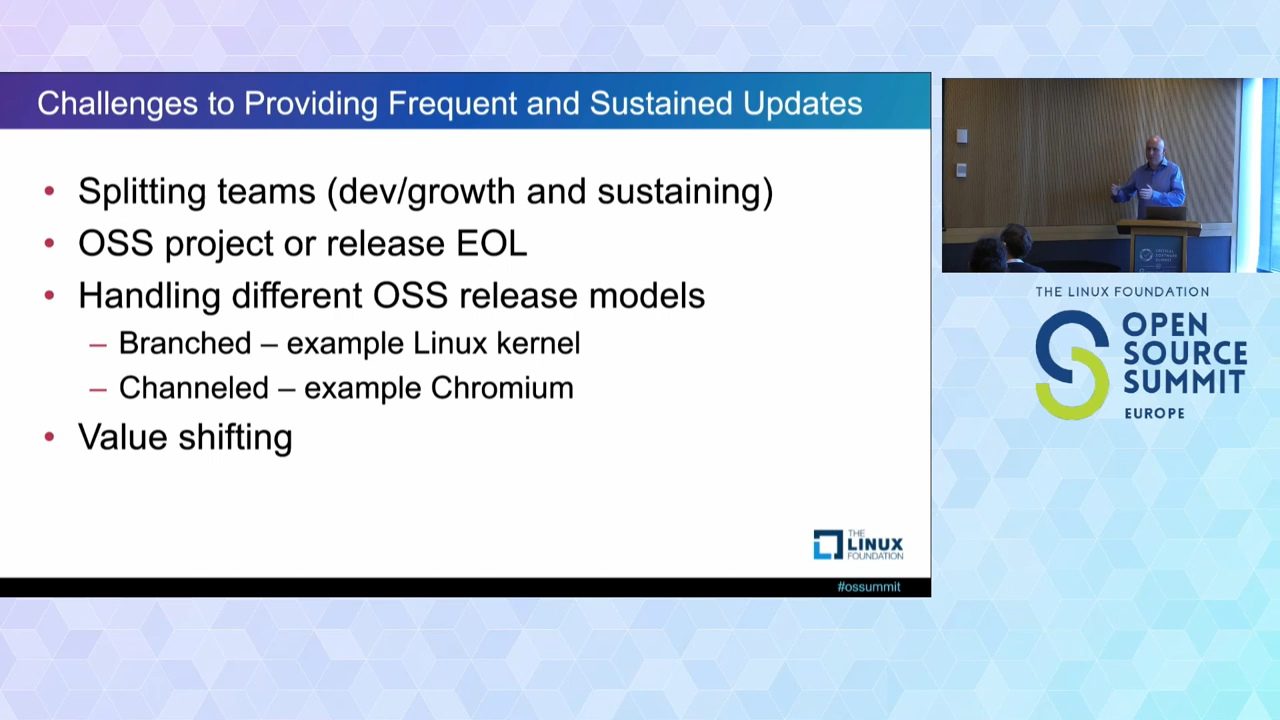 Challenges to Providing Frequent and Sustained Updates
• Splitting teams (dev/growth and sustaining)
• OSS project or release EOL
• Handling different OSS release models
– Branched – example Linux kernel
– Channeled – example Chromium
• Value shifting
THE
LINUX
FOUNDATION
#ossummit
THE LINUX FOUNDATION
OPEN
SOURCE
SUMMIT
EUROPE